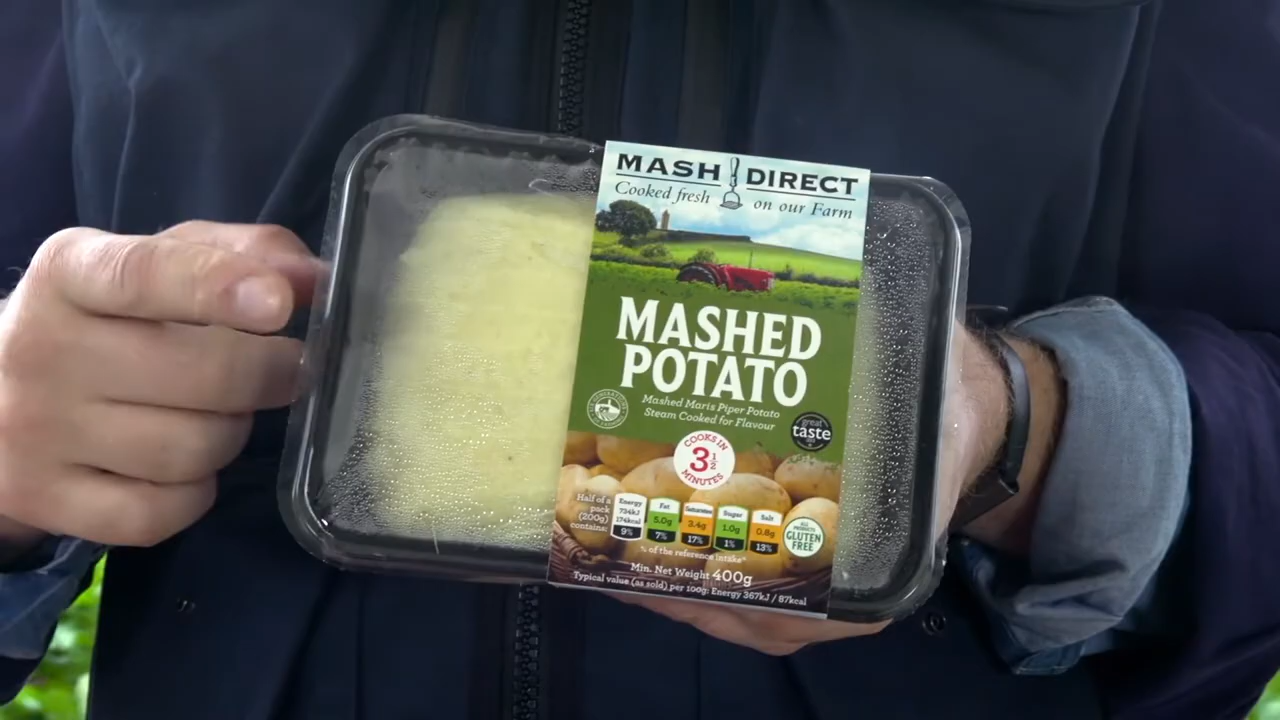 MASH DIRECT
Cooked fresh on our Farm
MASHED
POTATO
Mashed Maris Piper Potato
Steam Cooked for Flavour
great
taste
COOKS IN
3 1/2
MINUTES
Half of a
pack
(200g)
contains:
Energy
734kJ
174kcal
9%
Fat
5.0g
7%
Saturates
3.4g
17%
Sugar
1.0g
1%
Salt
0.8g
13%
ALL
PRODUCTS
GLUTEN
FREE
% of the reference intake*
Min. Net Weight 400g
Typical value (as sold) per 100g: Energy 367kJ / 87kcal